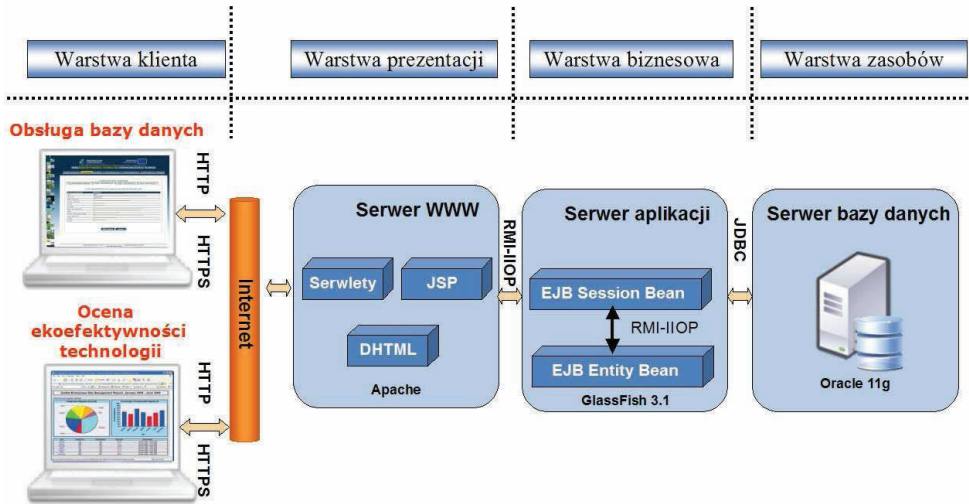 Warstwa klienta
Warstwa prezentacji
Warstwa biznesowa
Warstwa zasobów
Obsługa bazy danych
HTTP
HTTPS
Ocena
ekoefektywności
technologii
HTTP
HTTPS
Internet
Serwer WWW
Serwlety
JSP
DHTML
Apache
RMI-IIOP
Serwer aplikacji
EJB Session Bean
RMI-IIOP
EJB Entity Bean
GlassFish 3.1
JDBC
Serwer bazy danych
Oracle 11g